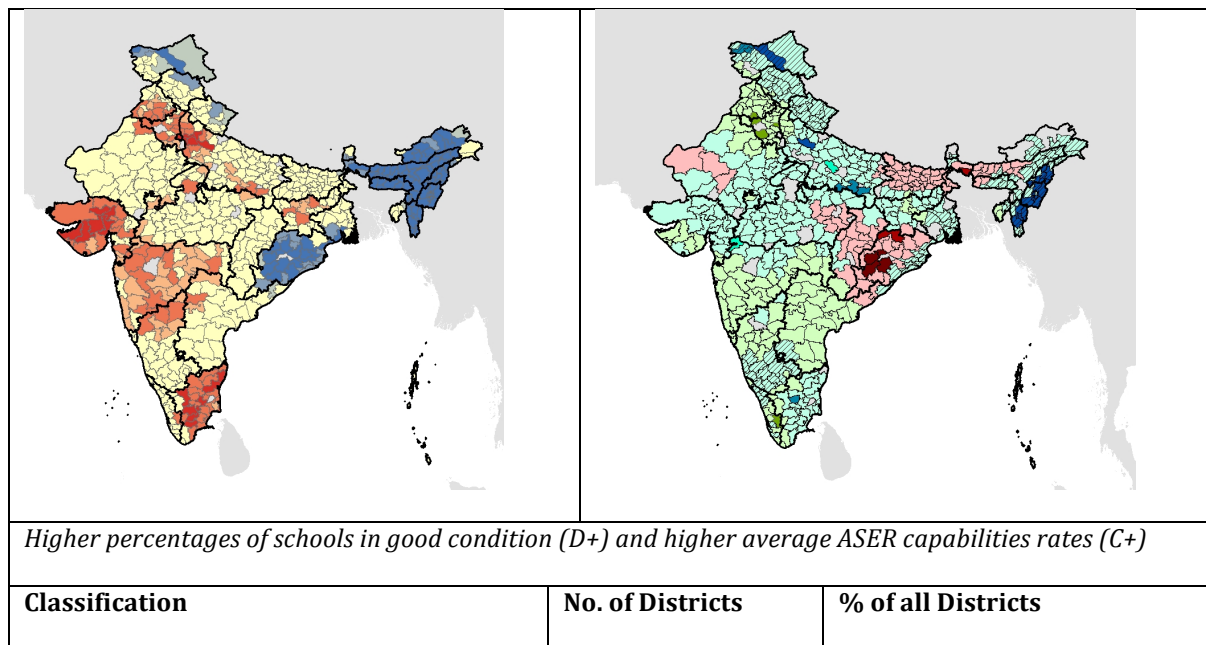 Higher percentages of schools in good condition (D+) and higher average ASER capabilities rates (C+)
Classification No. of Districts % of all Districts